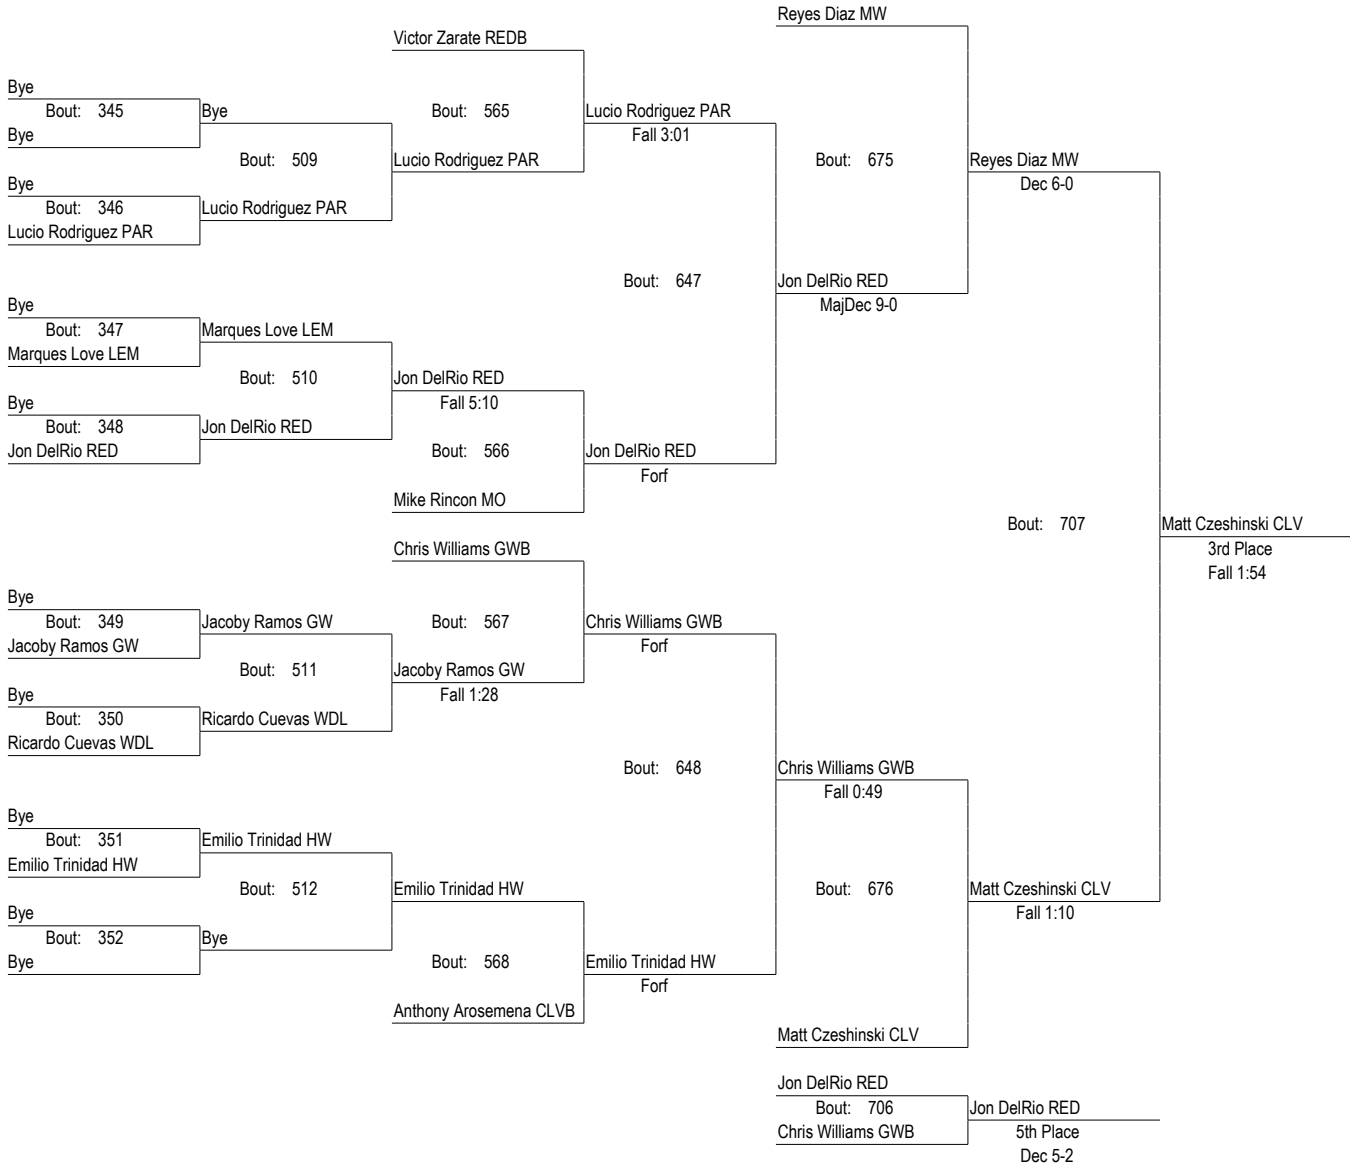 Reyes Diaz MW
Victor Zarate REDB
Bye
Bout: 345
Bye
Bout: 565
Lucio Rodriguez PAR
Bye
Fall 3:01
Bout: 509
Lucio Rodriguez PAR
Bout: 675
Reyes Diaz MW
Bye
Dec 6-0
Bout: 346
Lucio Rodriguez PAR
Lucio Rodriguez PAR
Bout: 647
Jon DelRio RED
Bye
MajDec 9-0
Bout: 347
Marques Love LEM
Marques Love LEM
Bout: 510
Jon DelRio RED
Bye
Fall 5:10
Bout: 348
Jon DelRio RED
Jon DelRio RED
Bout: 566
Jon DelRio RED
Forf
Mike Rincon MO
Bout: 707
Matt Czeshinski CLV
Chris Williams GWB
3rd Place
Fall 1:54
Bye
Bout: 349
Jacoby Ramos GW
Bout: 567
Chris Williams GWB
Jacoby Ramos GW
Forf
Bout: 511
Jacoby Ramos GW
Bye
Fall 1:28
Bout: 350
Ricardo Cuevas WDL
Ricardo Cuevas WDL
Bout: 648
Chris Williams GWB
Fall 0:49
Bye
Bout: 351
Emilio Trinidad HW
Emilio Trinidad HW
Bout: 512
Emilio Trinidad HW
Bout: 676
Matt Czeshinski CLV
Bye
Fall 1:10
Bout: 352
Bye
Bye
Bout: 568
Emilio Trinidad HW
Forf
Anthony Arosemena CLVB
Matt Czeshinski CLV
Jon DelRio RED
Bout: 706
Jon DelRio RED
Chris Williams GWB
5th Place
Dec 5-2